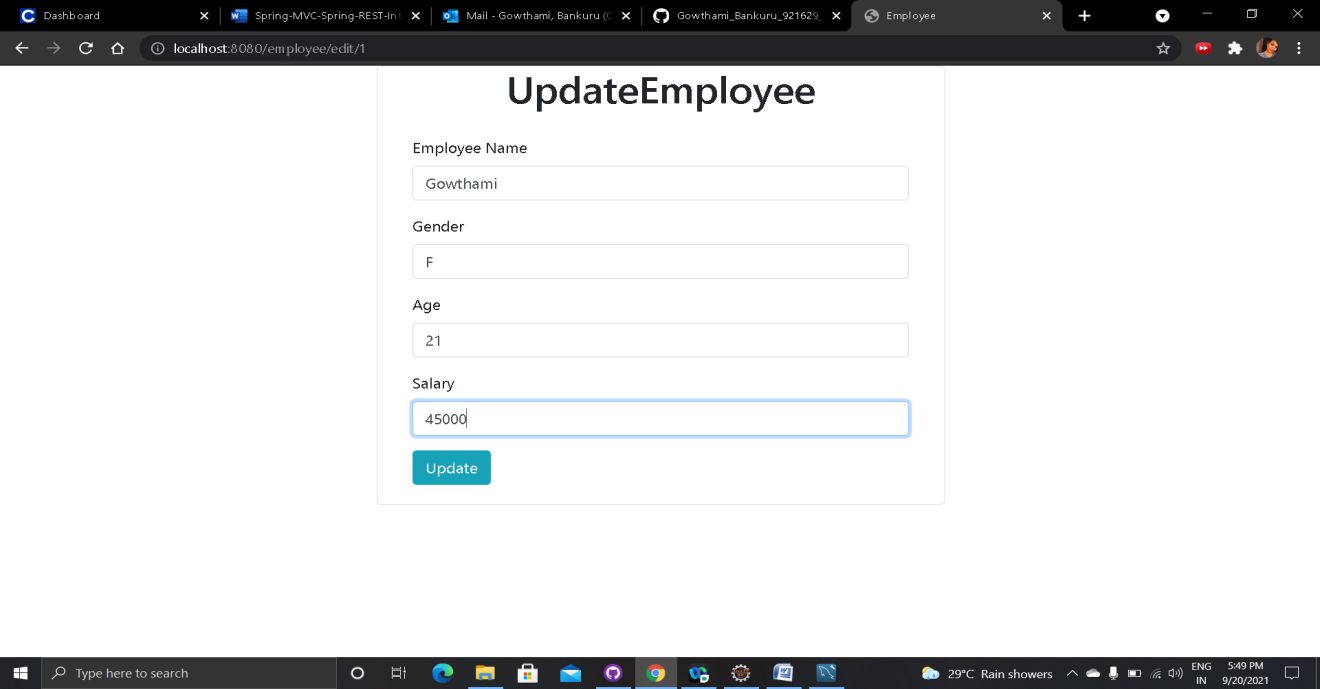 Dashboard
Spring-MVC-Spring-REST-Int
Mail - Gowthami, Bankuru (C
Gowthami_Bankuru_921629_
Employee
localhost:8080/employee/edit/1
UpdateEmployee
Employee Name
Gowthami
Gender
F
Age
21
Salary
45000
Update
Type here to search
29°C Rain showers
ENG
IN
5:49 PM
9/20/2021